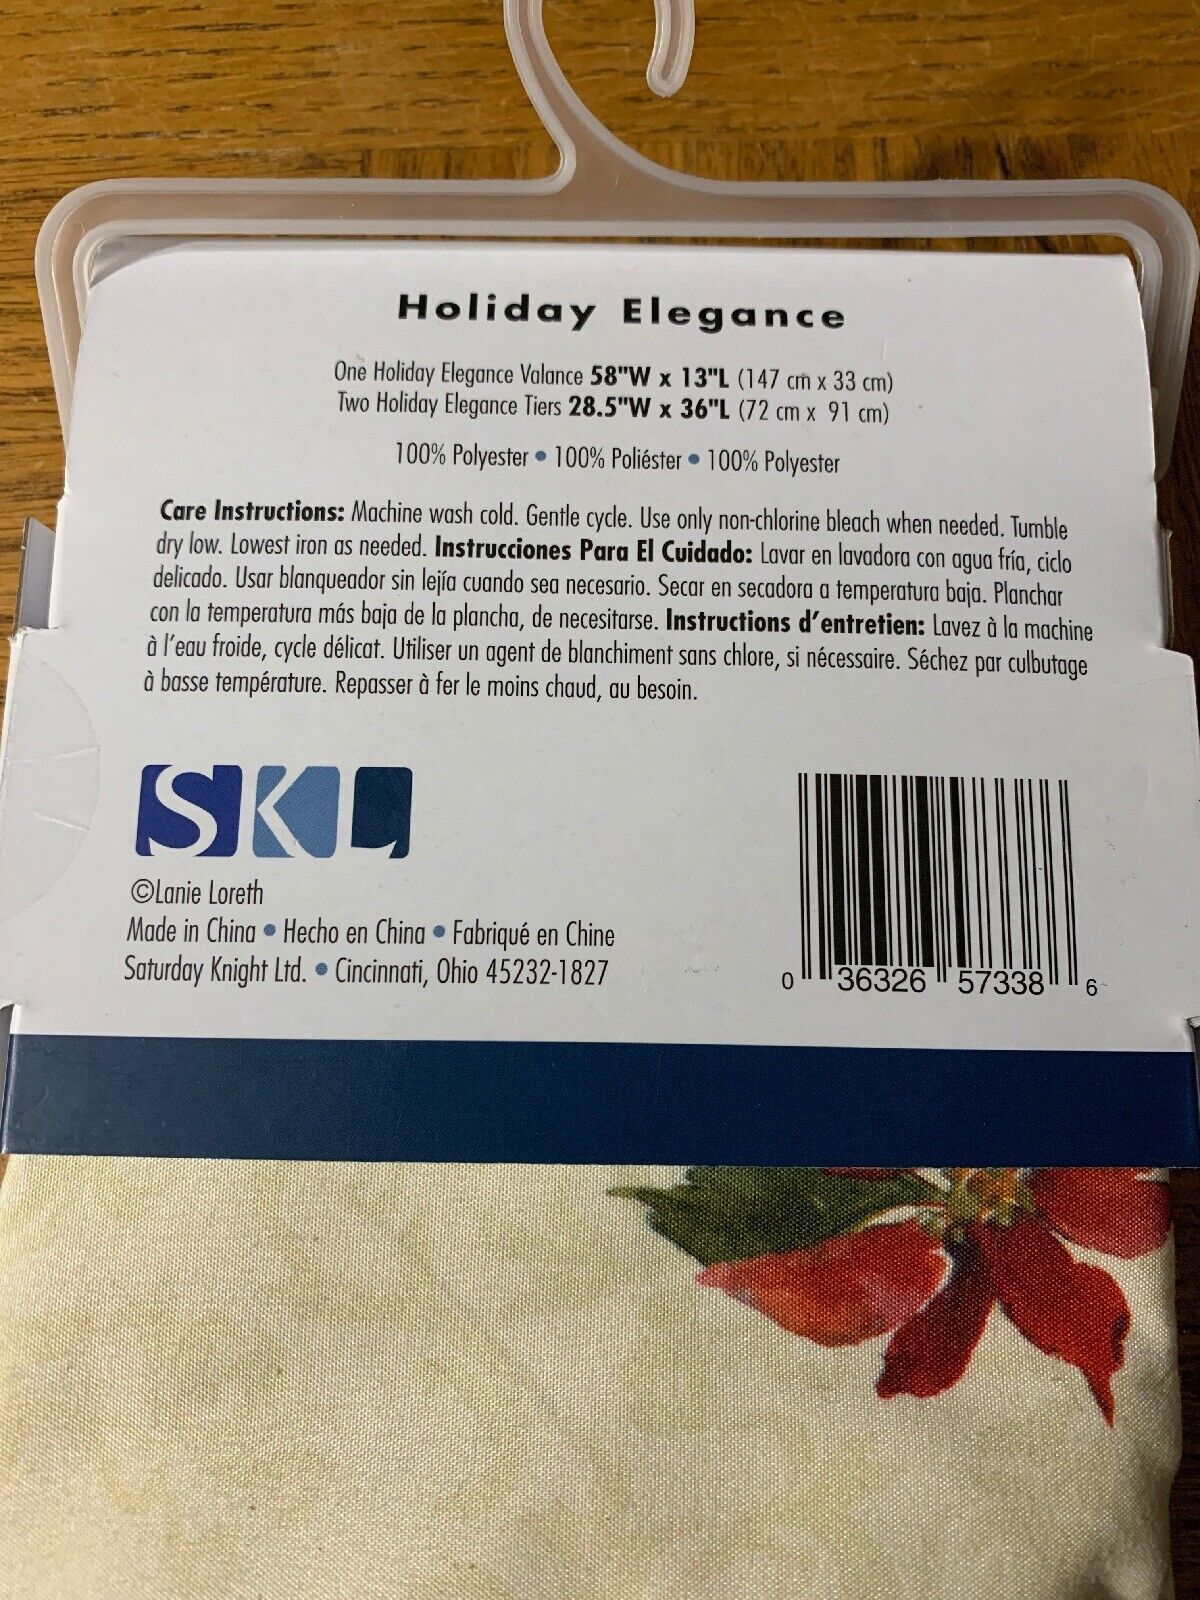 Holiday Elegance
One Holiday Elegance Valance 58"W x 13"L (147 cm x 33 cm)
Two Holiday Elegance Tiers 28.5"W x 36"L (72 cm x 91 cm)
100% Polyester • 100% Poliéster • 100% Polyester
Care Instructions: Machine wash cold. Gentle cycle. Use only non-chlorine bleach when needed. Tumble
dry low. Lowest iron as needed. Instrucciones Para El Cuidado: Lavar en lavadora con agua fría, ciclo
delicado. Usar blanqueador sin lejía cuando sea necesario. Secar en secadora a temperatura baja. Planchar
con la temperatura más baja de la plancha, de necesitarse. Instructions d'entretien: Lavez à la machine
à l'eau froide, cycle délicat. Utiliser un agent de blanchiment sans chlore, si nécessaire. Séchez par culbutage
à basse température. Repasser à fer le moins chaud, au besoin.
SKL
©Lanie Loreth
Made in China • Hecho en China • Fabriqué en Chine
Saturday Knight Ltd. • Cincinnati, Ohio 45232-1827
0 36326 57338 6